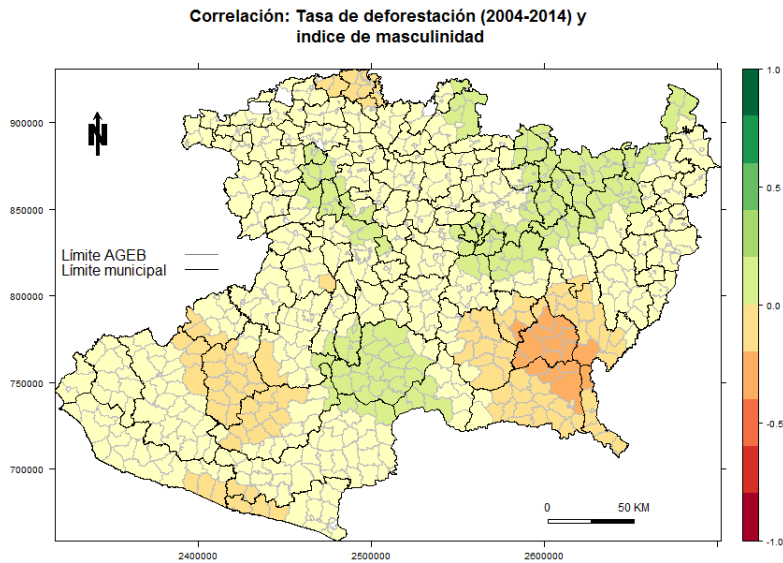 Correlación: Tasa de deforestación (2004-2014) y
indice de masculinidad
N
Límite AGEB
Límite municipal
900000
850000
800000
750000
700000
2400000
2500000
2600000
0
50 KM
1.0
0.5
0.0
-0.5
-1.0